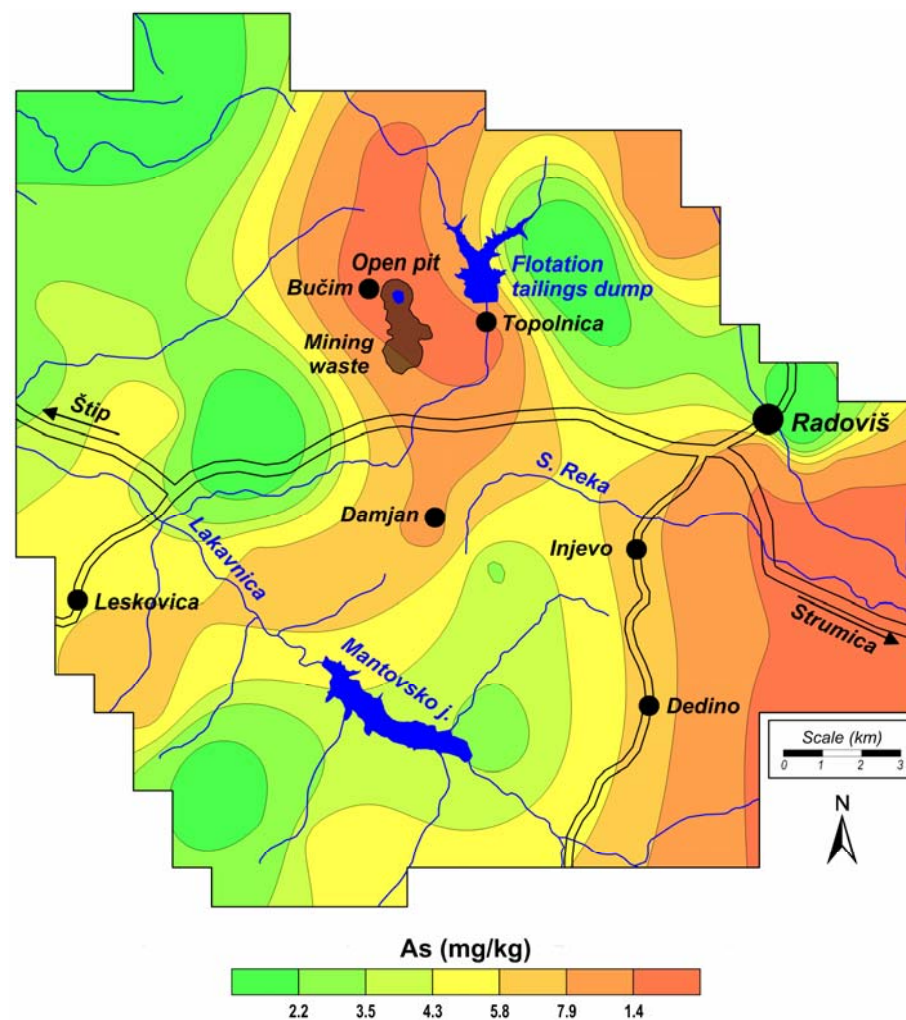 Open pit
Bučim
Flotation
tailings dump
Topolnica
Mining
waste
Štip
Radoviš
S. Reka
Damjan
Lakavnica
Injevo
Leskovica
Strumica
Mantovsko j.
Dedino
Scale (km)
0 1 2 3
N
As (mg/kg)
2.2 3.5 4.3 5.8 7.9 1.4